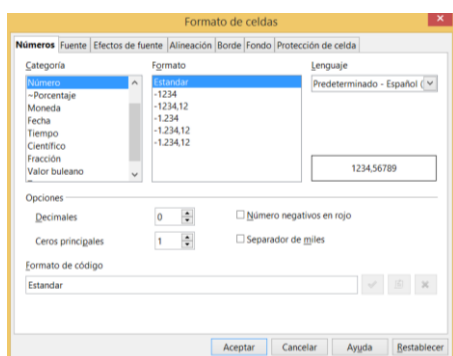 Formato de celdas
Números Fuente Efectos de fuente Alineación Borde Fondo Protección de celda
Categoría Formato Lenguaje
Número Estandar Predeterminado - Español (
~Porcentaje -1234
Moneda -1234,12
Fecha -1.234
Tiempo -1.234,12
Científico -1.234,12
Fracción
Valor buleano
1234,56789
Opciones
Decimales 0 Número negativos en rojo
Ceros principales 1 Separador de miles
Formato de código
Estandar
Aceptar Cancelar Ayuda Restablecer